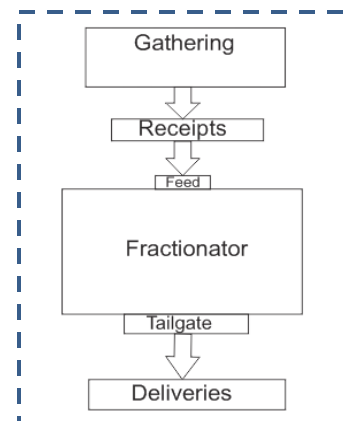 Gathering
Receipts
Feed
Fractionator
Tailgate
Deliveries